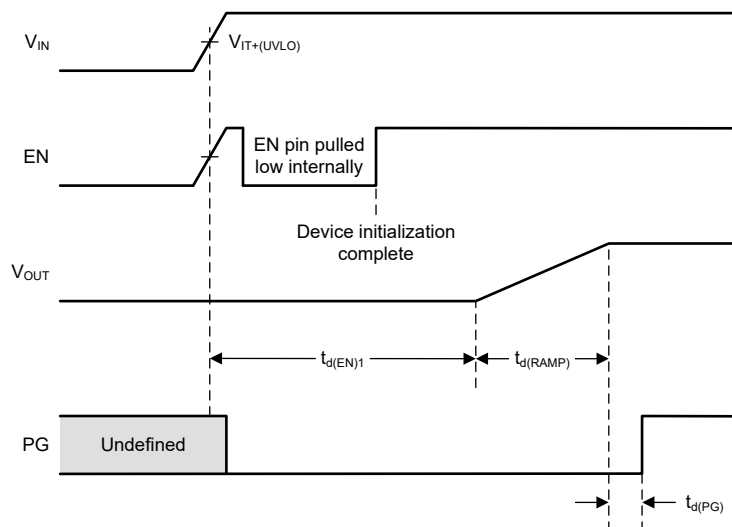 VIN
VIT+(UVLO)
EN
EN pin pulled
low internally
Device initialization
complete
VOUT
td(EN)1
td(RAMP)
PG
Undefined
td(PG)